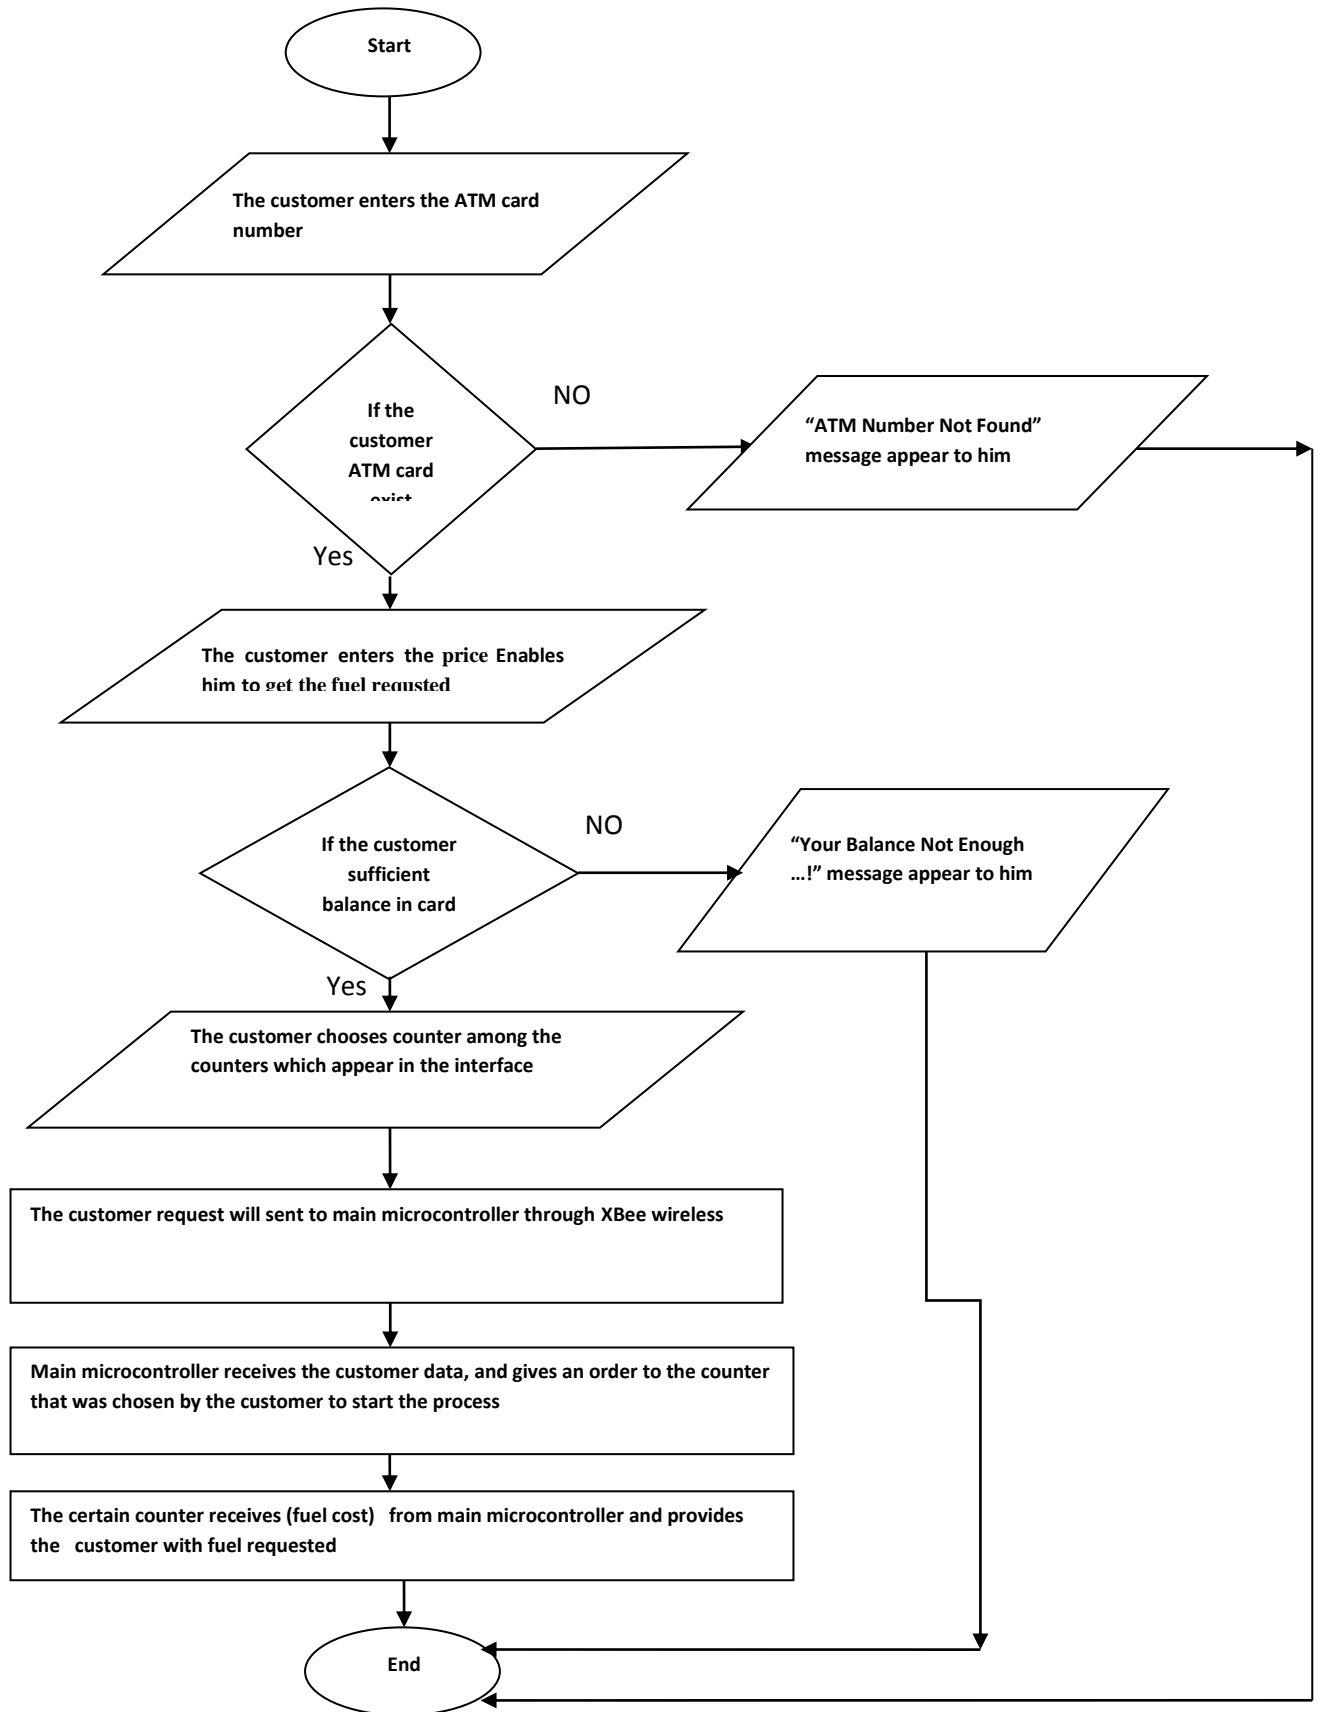 Start
The customer enters the ATM card
number
If the
customer
ATM card
exist
NO
“ATM Number Not Found”
message appear to him
Yes
The customer enters the price Enables
him to get the fuel requsted
If the customer
sufficient
balance in card
NO
“Your Balance Not Enough
…!” message appear to him
Yes
The customer chooses counter among the
counters which appear in the interface
The customer request will sent to main microcontroller through XBee wireless
Main microcontroller receives the customer data, and gives an order to the counter
that was chosen by the customer to start the process
The certain counter receives (fuel cost) from main microcontroller and provides
the customer with fuel requested
End